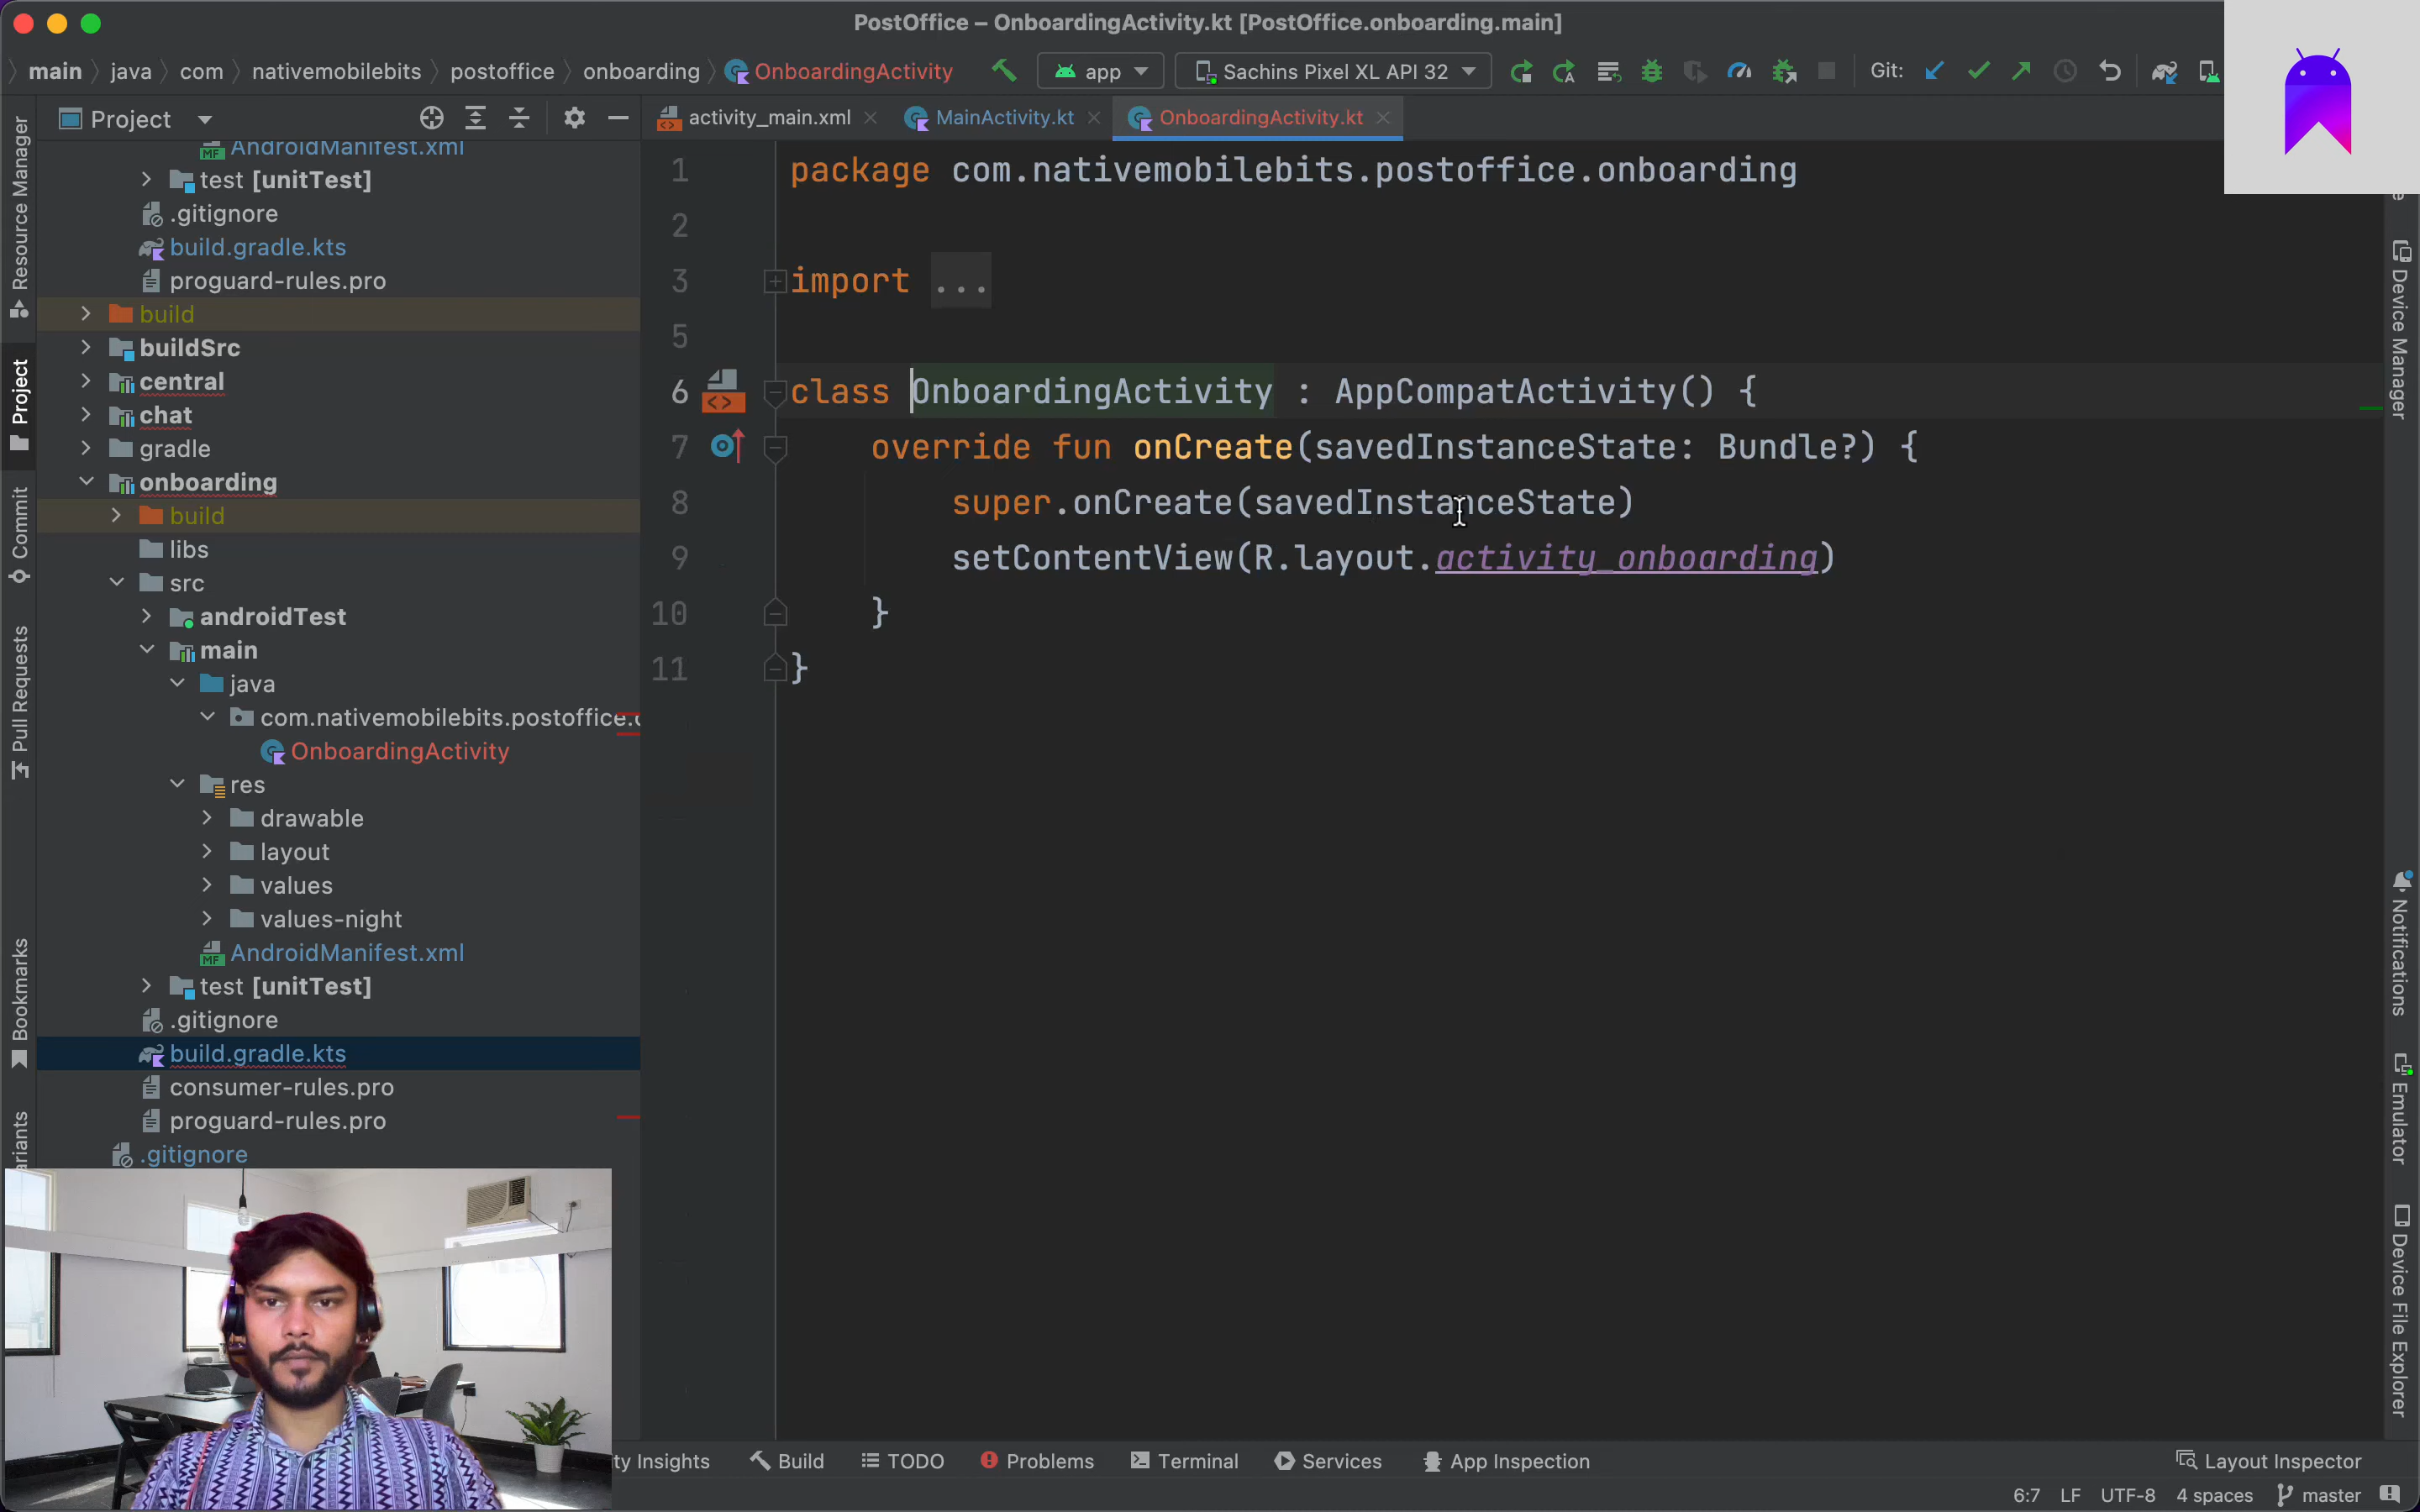 PostOffice – OnboardingActivity.kt [PostOffice.onboarding.main]
main java com nativemobilebits postoffice onboarding OnboardingActivity app Sachins Pixel XL API 32 Git:
Project
activity_main.xml MainActivity.kt OnboardingActivity.kt
AndroidManifest.xml
test [unitTest]
.gitignore
build.gradle.kts
proguard-rules.pro
build
buildSrc
central
chat
gradle
onboarding
build
libs
src
androidTest
main
java
com.nativemobilebits.postoffice.
OnboardingActivity
res
drawable
layout
values
values-night
AndroidManifest.xml
test [unitTest]
.gitignore
build.gradle.kts
consumer-rules.pro
proguard-rules.pro
.gitignore
1 package com.nativemobilebits.postoffice.onboarding
2
3 import ...
5
6 class OnboardingActivity : AppCompatActivity() {
7 override fun onCreate(savedInstanceState: Bundle?) {
8 super.onCreate(savedInstanceState)
9 setContentView(R.layout.activity_onboarding)
10 }
11 }
Resource Manager
Project
Commit
Pull Requests
Bookmarks
ariants
Device Manager
Notifications
Emulator
Device File Explorer
ty Insights Build TODO Problems Terminal Services App Inspection Layout Inspector
6:7 LF UTF-8 4 spaces master